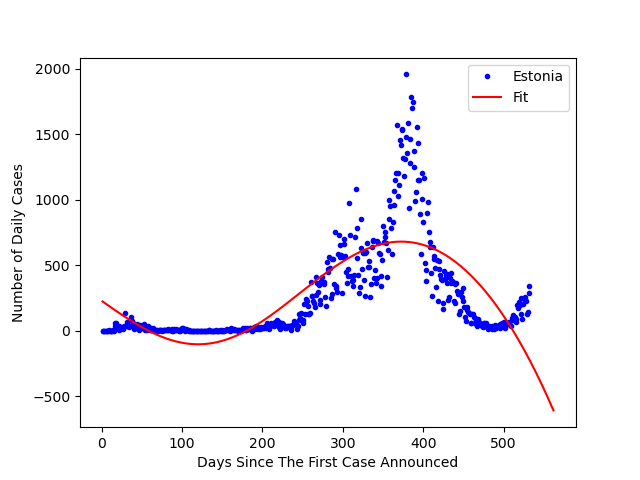 Estonia
Fit
2000
1500
1000
500
0
−500
Number of Daily Cases
0 100 200 300 400 500
Days Since The First Case Announced